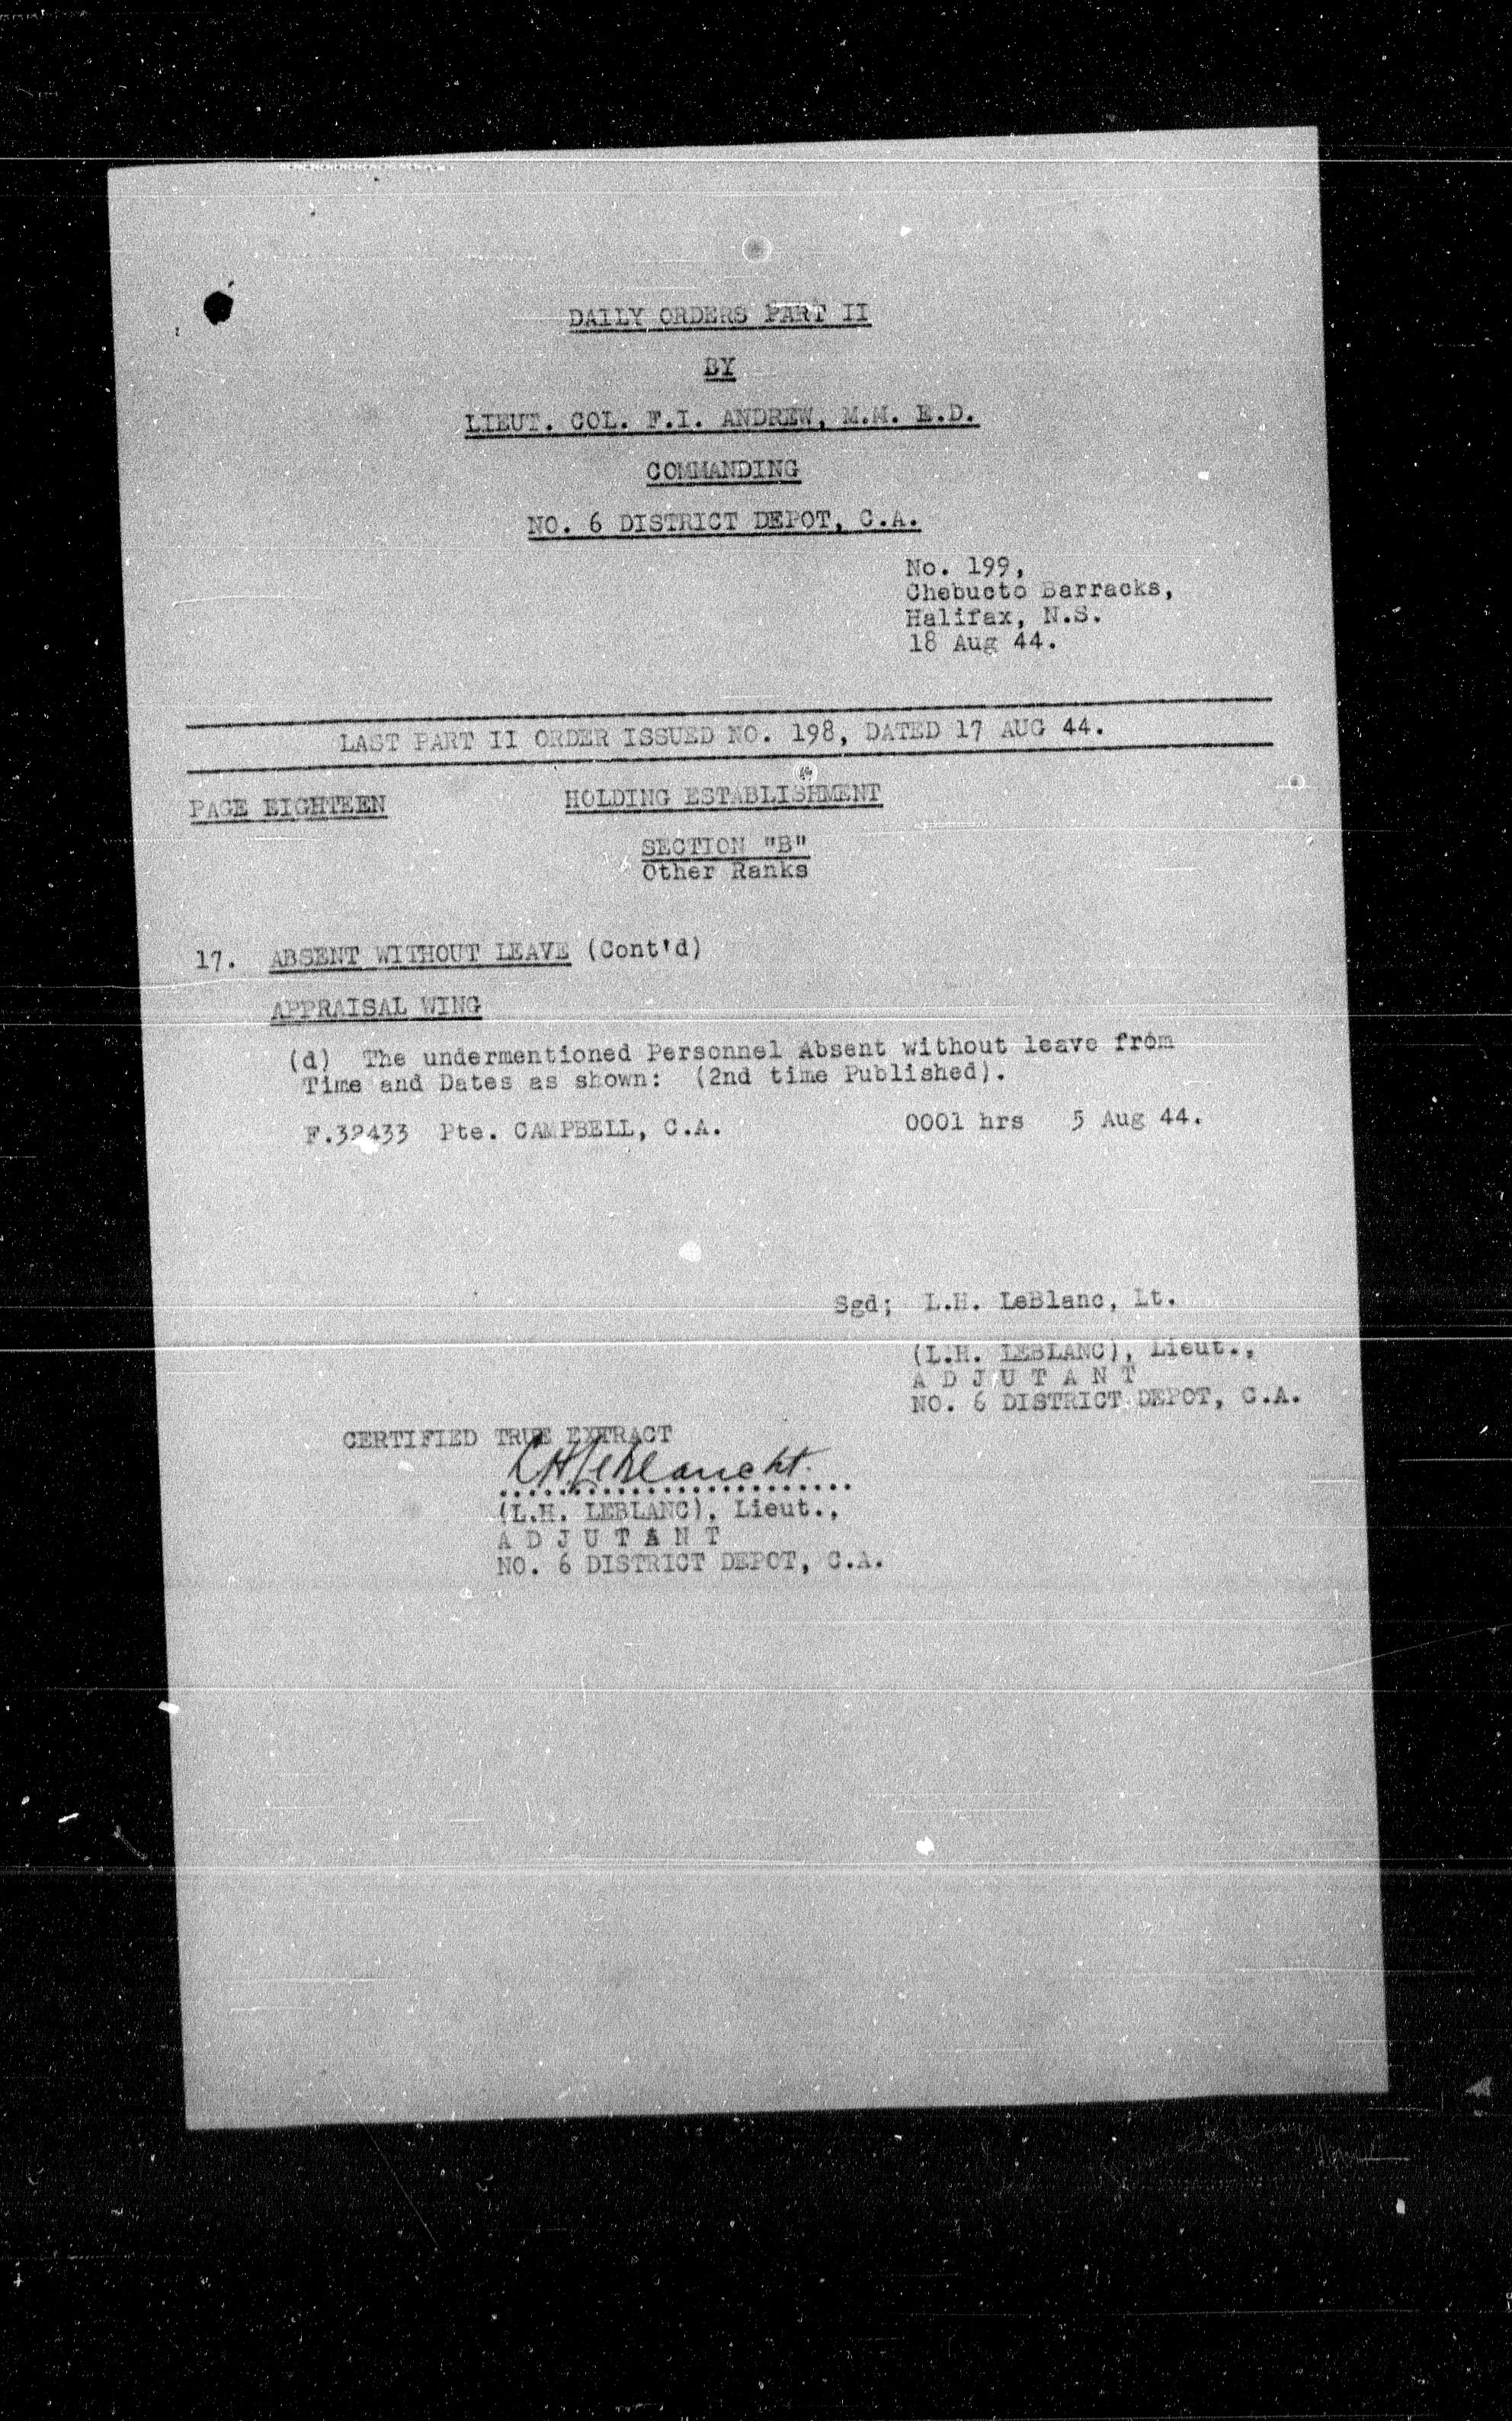 DAILY ORDERS PART II
BY
LIEUT. COL. F.I. ANDREW, M.M. E.D.
COMMANDING
NO. 6 DISTRICT DEPOT, C.A.
No. 199,
Chebucto Barracks,
Halifax, N.S.
18 Aug 44.
LAST PART II ORDER ISSUED NO. 198, DATED 17 AUG 44.
PAGE EIGHTEEN HOLDING ESTABLISHMENT
SECTION "B"
Other Ranks
17. ABSENT WITHOUT LEAVE (Cont'd)
APPRAISAL WING
(d) The undermentioned Personnel Absent without leave from
Time and Dates as shown: (2nd time Published).
Pte. CAMPBELL, C.A. 0001 hrs 5 Aug 44.
Sgd; L.H. LeBlanc, Lt.
(L.H. LEBLANC), Lieut.,
A D J U T A N T
NO. 6 DISTRICT DEPOT, C.A.
CERTIFIED TRUE EXTRACT
LH LeBlanc Lt.
(L.H. LEBLANC), Lieut.,
A D J U T A N T
NO. 6 DISTRICT DEPOT, C.A.